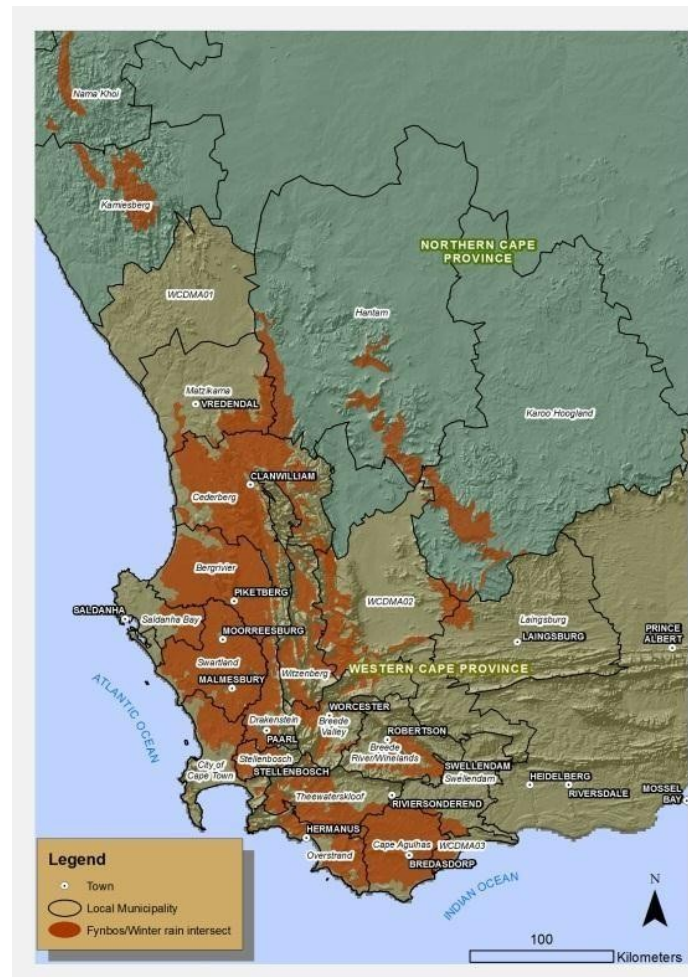 Nama Khoi
Kamiesberg
WCDMA01
NORTHERN CAPE
PROVINCE
Hantam
Matzikama
VREDENDAL
Karoo Hoogland
CLANWILLIAM
Cederberg
Bergrivier
PIKETBERG
WCDMA02
SALDANHA
Saldanha Bay
MOORREESBURG
Laingsburg
LAINGSBURG
PRINCE
ALBERT
Swartland
Witzenberg
WESTERN CAPE PROVINCE
MALMESBURY
ATLANTIC OCEAN
WORCESTER
Drakenstein
Breede
Valley
PAARL
ROBERTSON
Breede
River/Winelands
City of
Cape Town
Stellenbosch
STELLENBOSCH
SWELLENDAM
Swellendam
HEIDELBERG
RIVERSDALE
MOSSEL
BAY
Theewaterskloof
RIVIERSONDEREND
HERMANUS
Overstrand
Cape Agulhas
WCDMA03
BREDASDORP
INDIAN OCEAN
Legend
Town
Local Municipality
Fynbos/Winter rain intersect
N
100
Kilometers